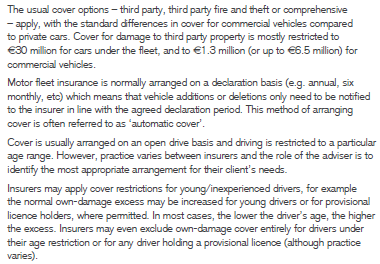 The usual cover options – third party, third party fire and theft or comprehensive
– apply, with the standard differences in cover for commercial vehicles compared
to private cars. Cover for damage to third party property is mostly restricted to
€30 million for cars under the fleet, and to €1.3 million (or up to €6.5 million) for
commercial vehicles.
Motor fleet insurance is normally arranged on a declaration basis (e.g. annual, six
monthly, etc) which means that vehicle additions or deletions only need to be notified
to the insurer in line with the agreed declaration period. This method of arranging
cover is often referred to as ‘automatic cover’.
Cover is usually arranged on an open drive basis and driving is restricted to a particular
age range. However, practice varies between insurers and the role of the adviser is to
identify the most appropriate arrangement for their client’s needs.
Insurers may apply cover restrictions for young/inexperienced drivers, for example
the normal own-damage excess may be increased for young drivers or for provisional
licence holders, where permitted. In most cases, the lower the driver’s age, the higher
the excess. Insurers may even exclude own-damage cover entirely for drivers under
their age restriction or for any driver holding a provisional licence (although practice
varies).